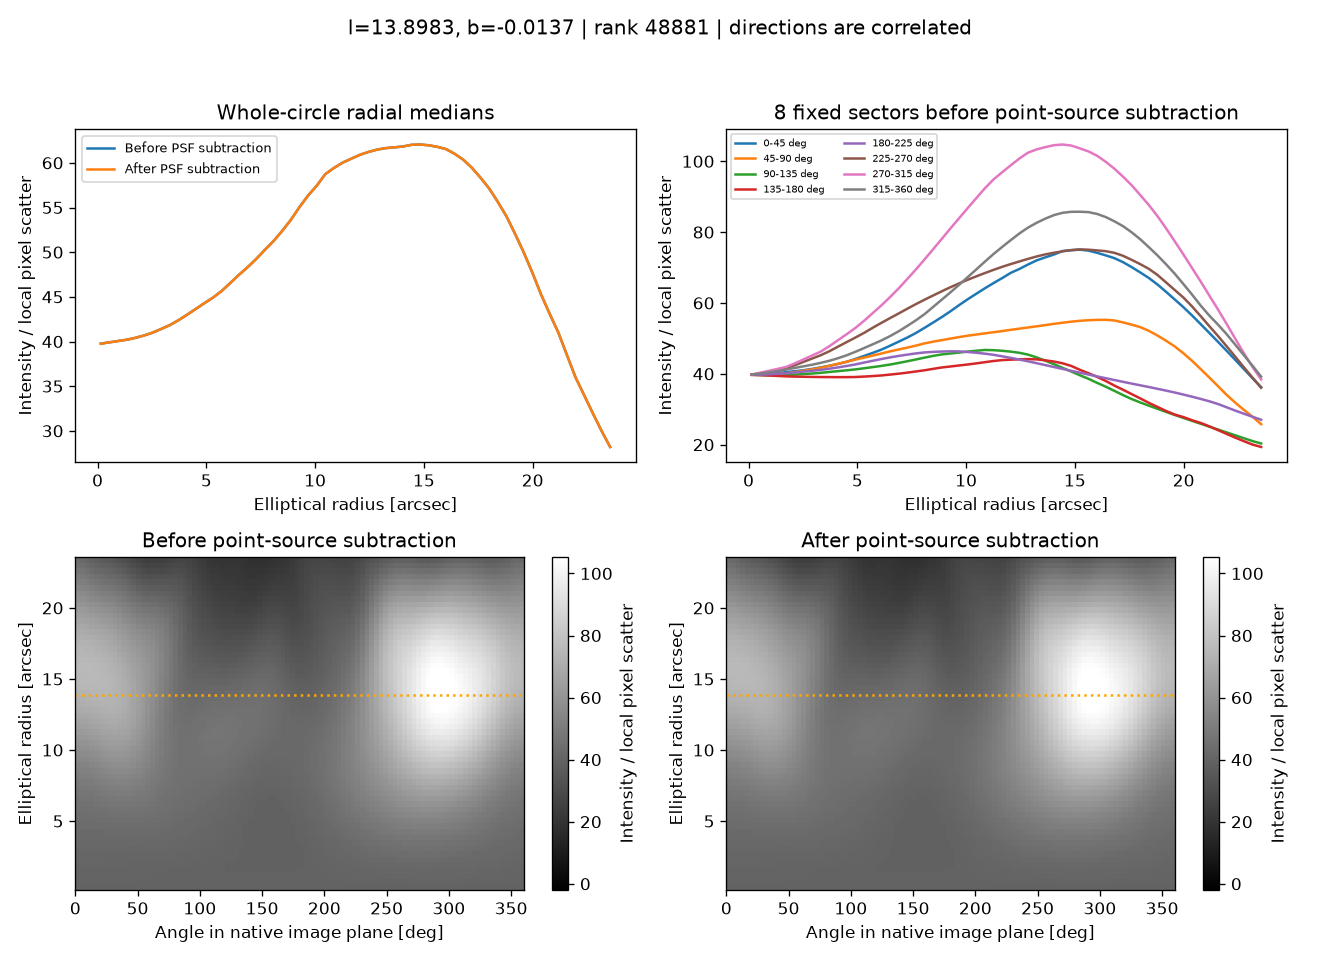 l=13.8983, b=-0.0137 | rank 48881 | directions are correlated
Whole-circle radial medians
Before PSF subtraction
After PSF subtraction
60
55
50
45
40
35
30
Intensity / local pixel scatter
0
5
10
15
20
Elliptical radius [arcsec]
8 fixed sectors before point-source subtraction
0-45 deg
45-90 deg
90-135 deg
135-180 deg
180-225 deg
225-270 deg
270-315 deg
315-360 deg
100
80
60
40
20
Intensity / local pixel scatter
0
5
10
15
20
Elliptical radius [arcsec]
Before point-source subtraction
20
15
10
5
Elliptical radius [arcsec]
0
50
100
150
200
250
300
350
Angle in native image plane [deg]
100
80
60
40
20
0
Intensity / local pixel scatter
After point-source subtraction
20
15
10
5
Elliptical radius [arcsec]
0
50
100
150
200
250
300
350
Angle in native image plane [deg]
100
80
60
40
20
0
Intensity / local pixel scatter